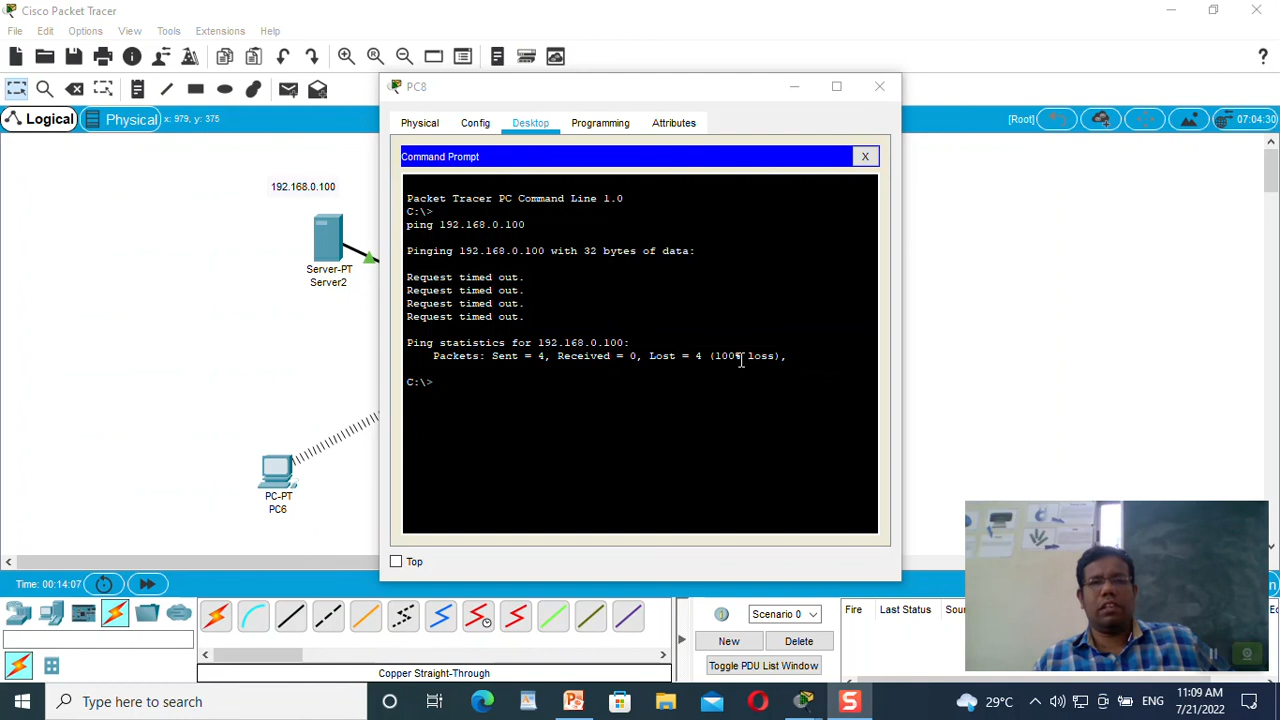 Cisco Packet Tracer
File Edit Options View Tools Extensions Help
Logical Physical x: 979, y: 375 [Root] 07:04:30
192.168.0.100
Server-PT
Server2
PC-PT
PC6
PC8
Physical Config Desktop Programming Attributes
Command Prompt X
Packet Tracer PC Command Line 1.0
C:\>
ping 192.168.0.100
Pinging 192.168.0.100 with 32 bytes of data:
Request timed out.
Request timed out.
Request timed out.
Request timed out.
Ping statistics for 192.168.0.100:
Packets: Sent = 4, Received = 0, Lost = 4 (100% loss),
C:\>
Top
Time: 00:14:07
Scenario 0
New Delete
Toggle PDU List Window
Fire Last Status
Copper Straight-Through
Type here to search
29°C ENG 11:09 AM
7/21/2022